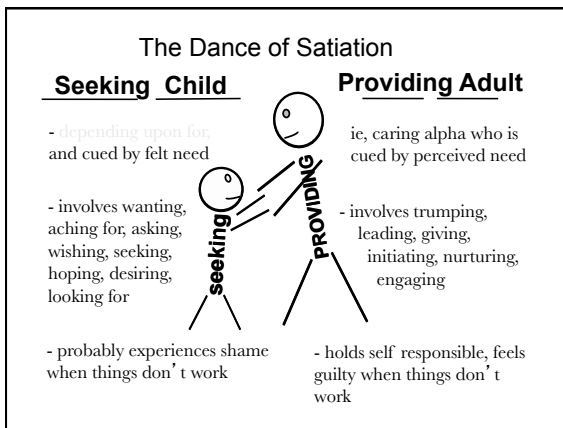 The Dance of Satiation
Seeking Child
- depending upon for,
and cued by felt need
- involves wanting,
aching for, asking,
wishing, seeking,
hoping, desiring,
looking for
- probably experiences shame
when things don’t work
seeking
PROVIDING
Providing Adult
ie, caring alpha who is
cued by perceived need
- involves trumping,
leading, giving,
initiating, nurturing,
engaging
- holds self responsible, feels
guilty when things don’t
work